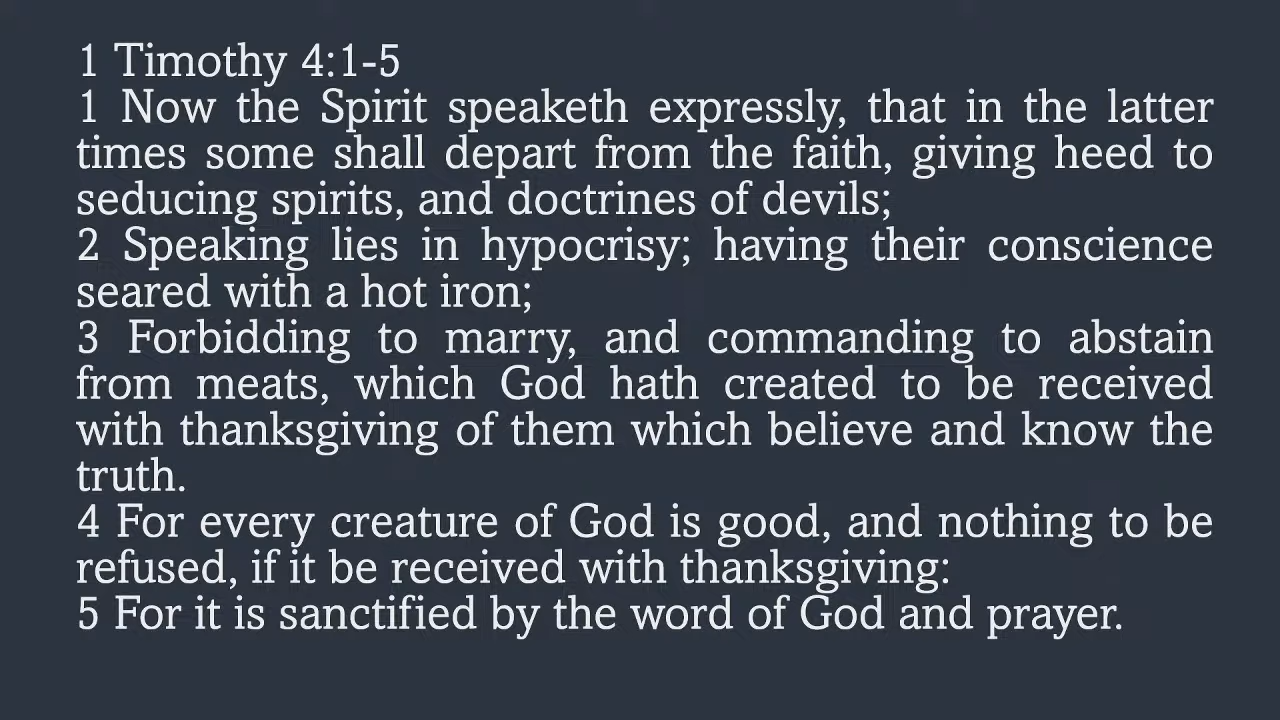 1 Timothy 4:1-5
1 Now the Spirit speaketh expressly, that in the latter
times some shall depart from the faith, giving heed to
seducing spirits, and doctrines of devils;
2 Speaking lies in hypocrisy; having their conscience
seared with a hot iron;
3 Forbidding to marry, and commanding to abstain
from meats, which God hath created to be received
with thanksgiving of them which believe and know the
truth.
4 For every creature of God is good, and nothing to be
refused, if it be received with thanksgiving:
5 For it is sanctified by the word of God and prayer.